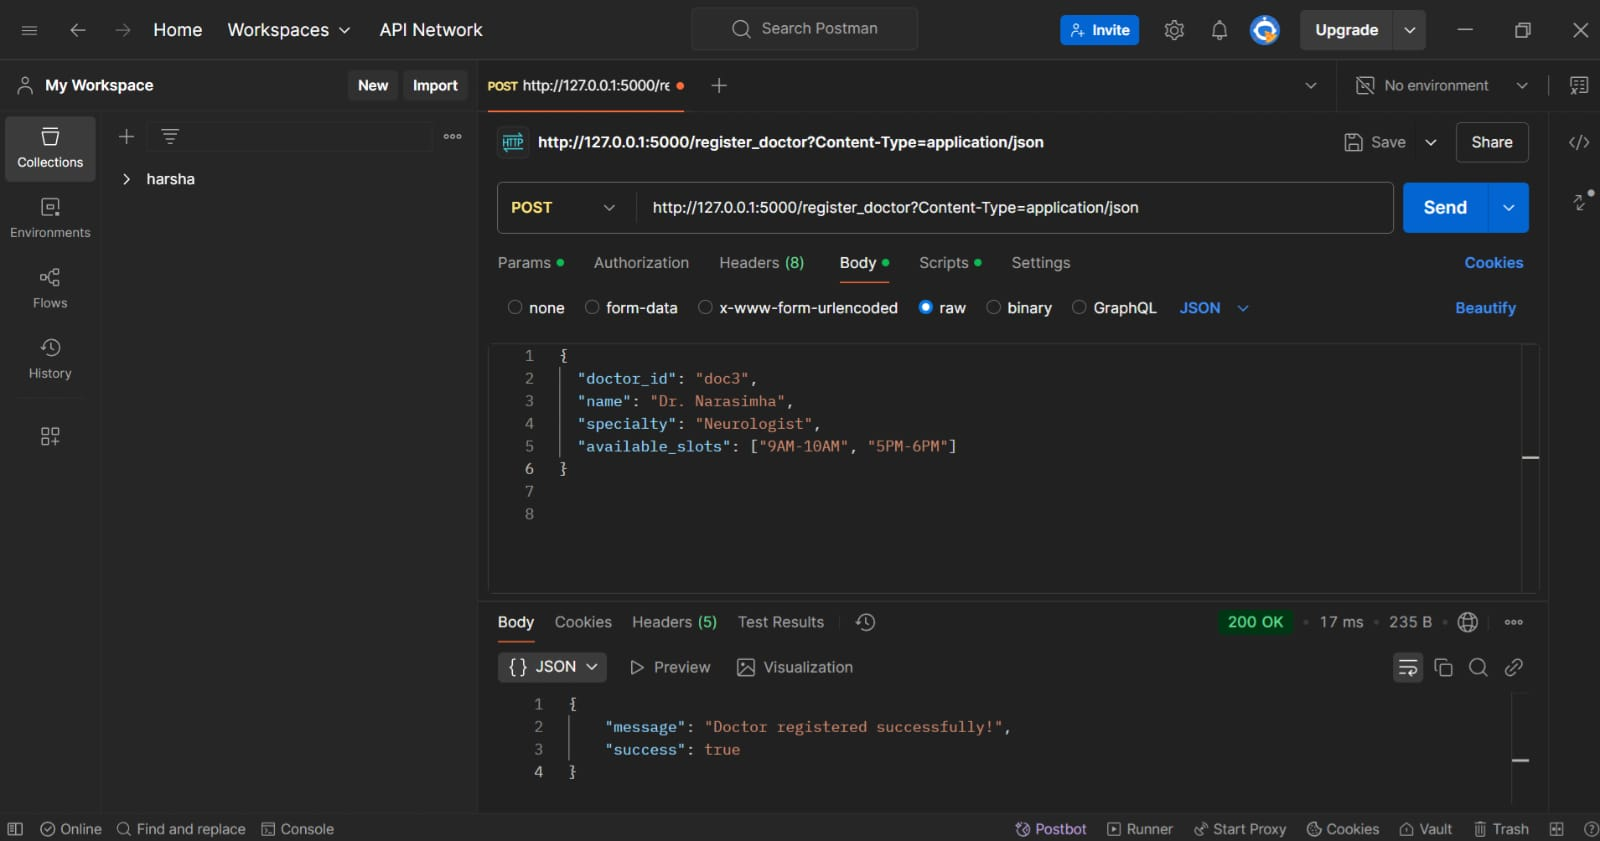 Home Workspaces API Network Search Postman Invite Upgrade
My Workspace New Import POST http://127.0.0.1:5000/re No environment
Collections
harsha
Environments
Flows
History
HTTP http://127.0.0.1:5000/register_doctor?Content-Type=application/json Save Share
POST http://127.0.0.1:5000/register_doctor?Content-Type=application/json Send
Params Authorization Headers (8) Body Scripts Settings Cookies
none form-data x-www-form-urlencoded raw binary GraphQL JSON Beautify
1 {
2 "doctor_id": "doc3",
3 "name": "Dr. Narasimha",
4 "specialty": "Neurologist",
5 "available_slots": ["9AM-10AM", "5PM-6PM"]
6 }
7
8
Body Cookies Headers (5) Test Results 200 OK • 17 ms • 235 B
{} JSON Preview Visualization
1 {
2 "message": "Doctor registered successfully!",
3 "success": true
4 }
Online Find and replace Console Postbot Runner Start Proxy Cookies Vault Trash